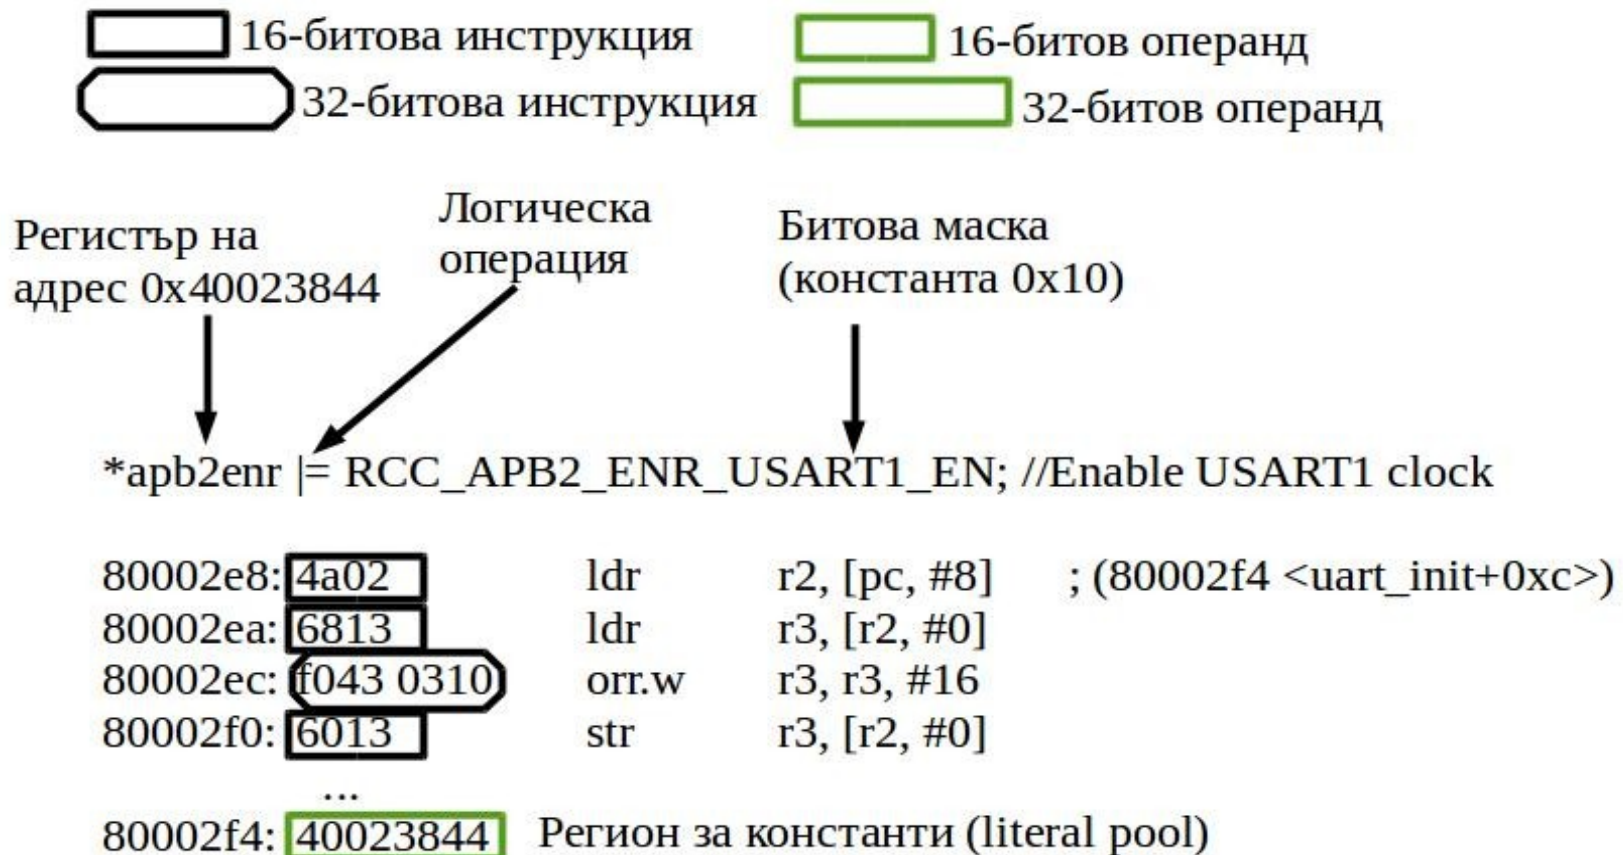 16-битова инструкция
16-битов операнд
32-битова инструкция
32-битов операнд
Регистър на
адрес 0x40023844
Логическа
операция
Битова маска
(константа 0x10)
*apb2enr |= RCC_APB2_ENR_USART1_EN; //Enable USART1 clock
80002e8: 4a02 ldr r2, [pc, #8] ; (80002f4 <uart_init+0xc>)
80002ea: 6813 ldr r3, [r2, #0]
80002ec: f043 0310 orr.w r3, r3, #16
80002f0: 6013 str r3, [r2, #0]
...
80002f4: 40023844 Регион за константи (literal pool)